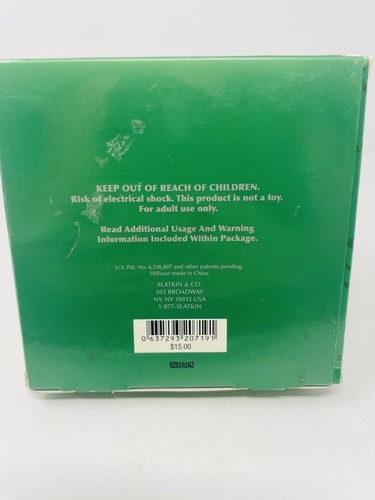 KEEP OUT OF REACH OF CHILDREN.
Risk of electrical shock. This product is not a toy.
For adult use only.
Read Additional Usage And Warning
Information Included Within Package.
U.S. Pat. No. 6,236,807 and other patents pending.
Diffuser made in China
SLATKIN & CO.
503 BROADWAY
NY, NY 10012 USA
1-877-SLATKIN
0 637293 207191
$15.00
8281A1A3